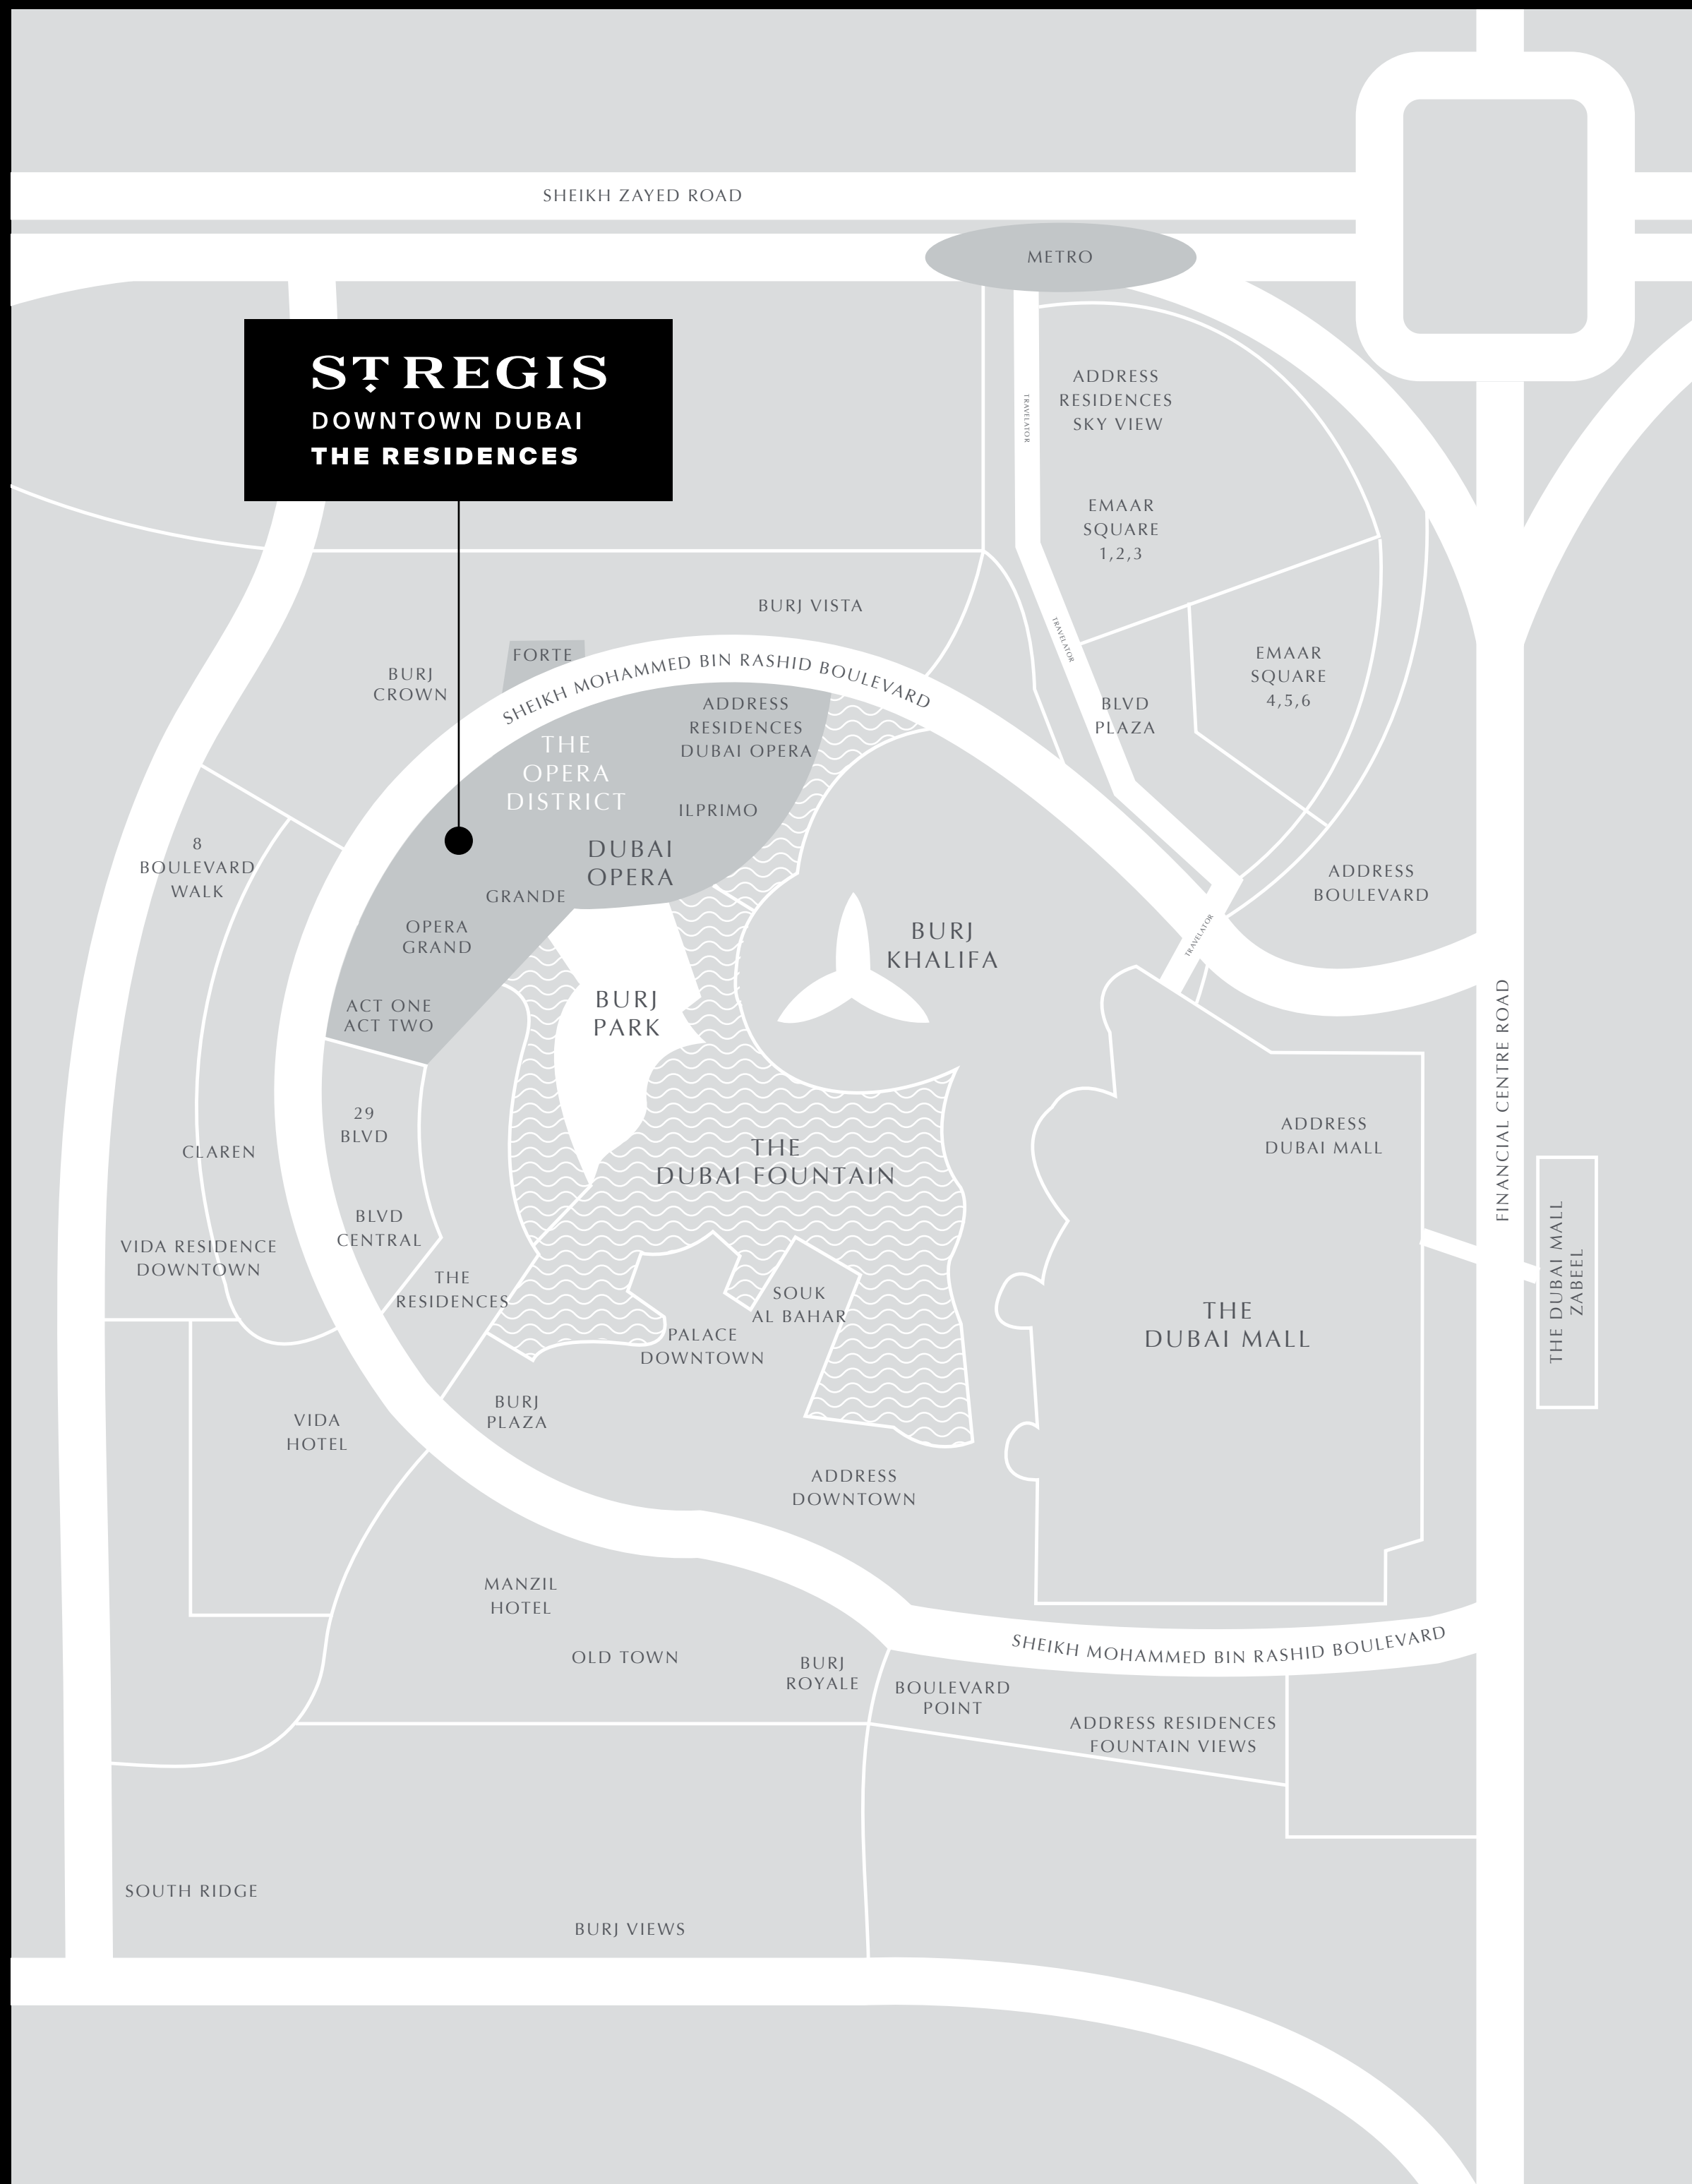 SHEIKH ZAYED ROAD
METRO
ST REGIS
DOWNTOWN DUBAI
THE RESIDENCES
TRAVELATOR
ADDRESS
RESIDENCES
SKY VIEW
EMAAR
SQUARE
1,2,3
BURJ VISTA
TRAVELATOR
FORTE
SHEIKH MOHAMMED BIN RASHID BOULEVARD
BURJ
CROWN
EMAAR
SQUARE
4,5,6
ADDRESS
RESIDENCES
DUBAI OPERA
BLVD
PLAZA
THE
OPERA
DISTRICT
ILPRIMO
8
BOULEVARD
WALK
DUBAI
OPERA
ADDRESS
BOULEVARD
GRANDE
OPERA
GRAND
BURJ
KHALIFA
TRAVELATOR
ACT ONE
ACT TWO
BURJ
PARK
FINANCIAL CENTRE ROAD
29
BLVD
ADDRESS
DUBAI MALL
CLAREN
THE
DUBAI FOUNTAIN
BLVD
CENTRAL
VIDA RESIDENCE
DOWNTOWN
THE
RESIDENCES
SOUK
AL BAHAR
THE DUBAI MALL
ZABEEL
THE
DUBAI MALL
PALACE
DOWNTOWN
BURJ
PLAZA
VIDA
HOTEL
ADDRESS
DOWNTOWN
MANZIL
HOTEL
OLD TOWN
SHEIKH MOHAMMED BIN RASHID BOULEVARD
BURJ
ROYALE
BOULEVARD
POINT
ADDRESS RESIDENCES
FOUNTAIN VIEWS
SOUTH RIDGE
BURJ VIEWS